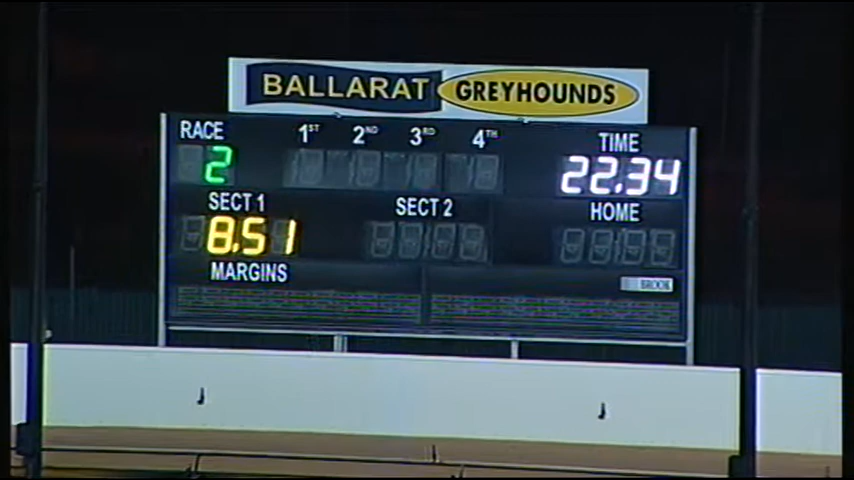 BALLARAT GREYHOUNDS
RACE 1ST 2ND 3RD 4TH TIME
2 22.34
SECT 1 SECT 2 HOME
8.51
MARGINS
BROOK